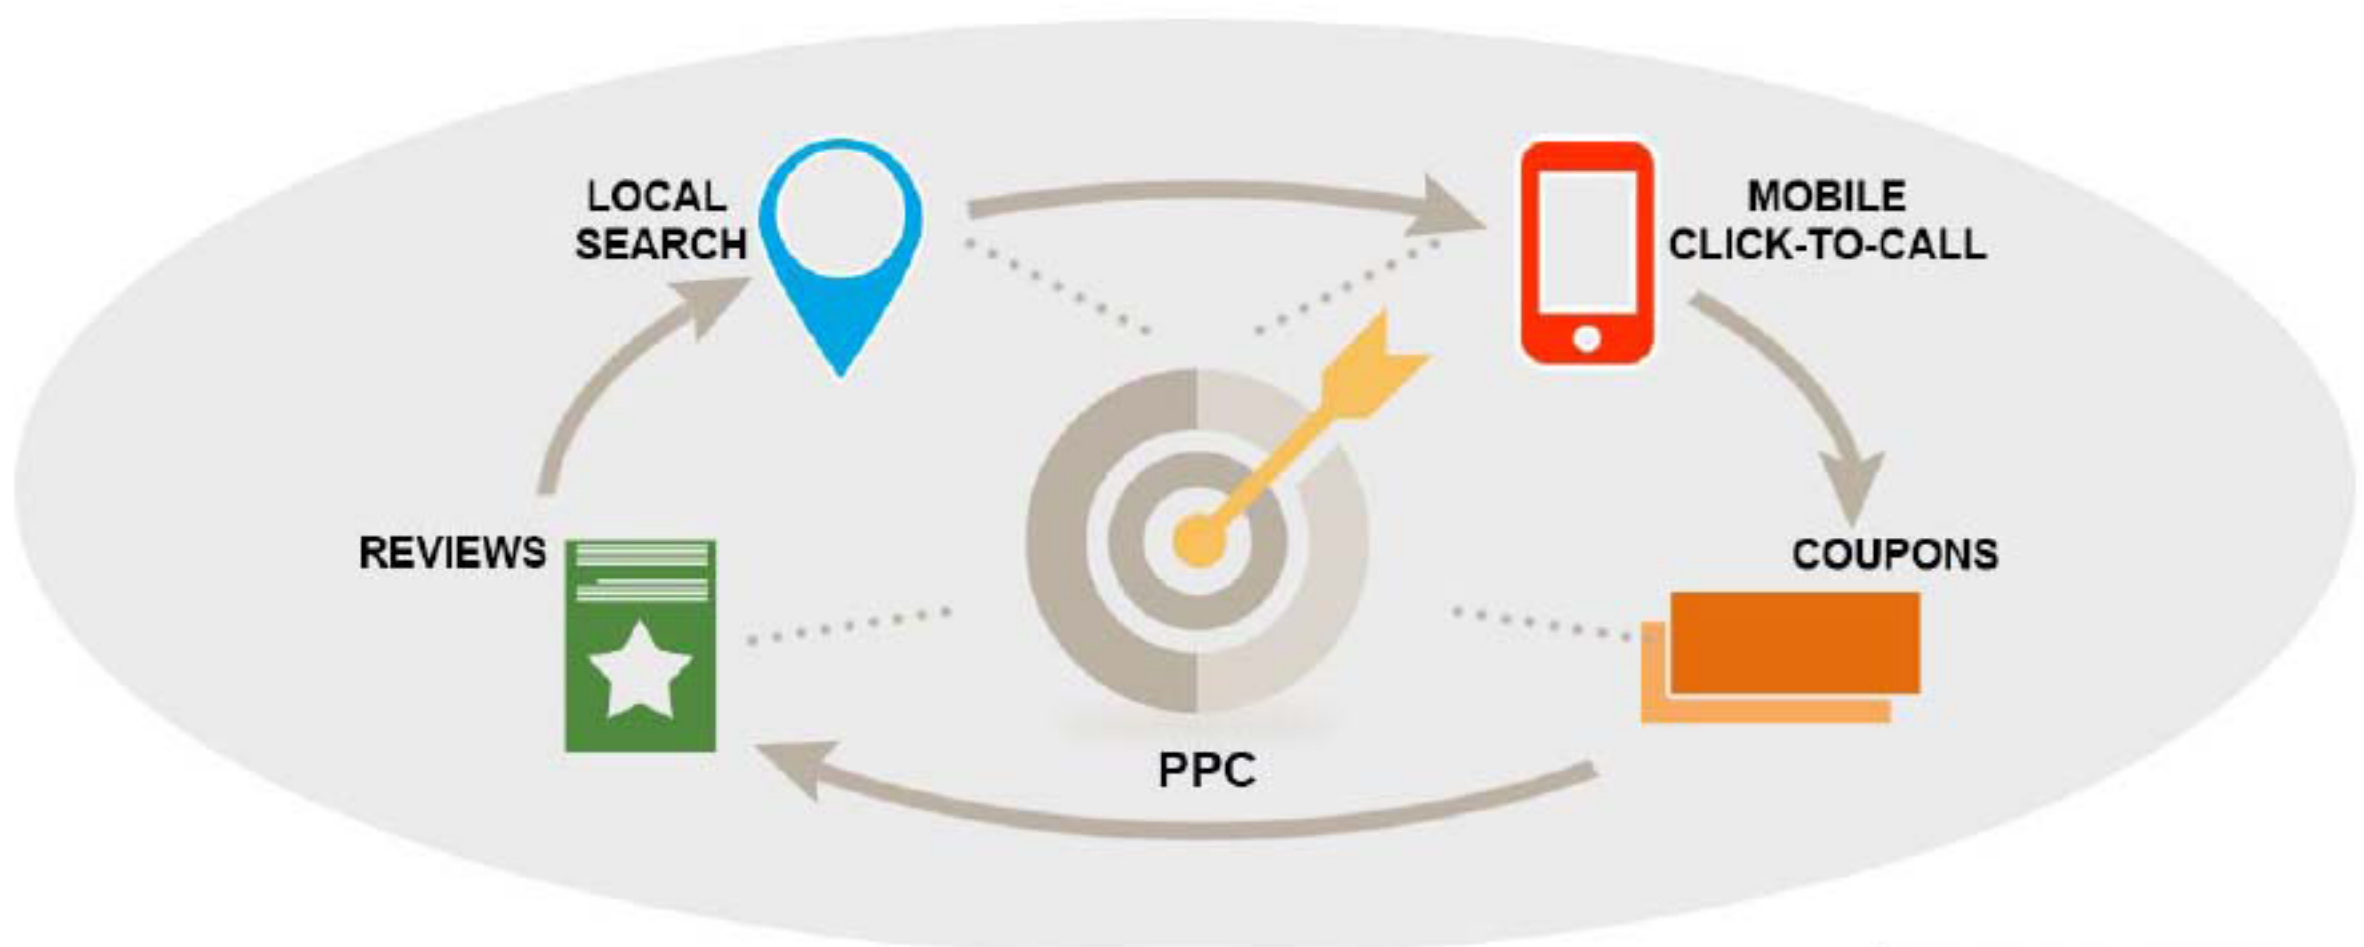 LOCAL
SEARCH
MOBILE
CLICK-TO-CALL
REVIEWS
COUPONS
PPC